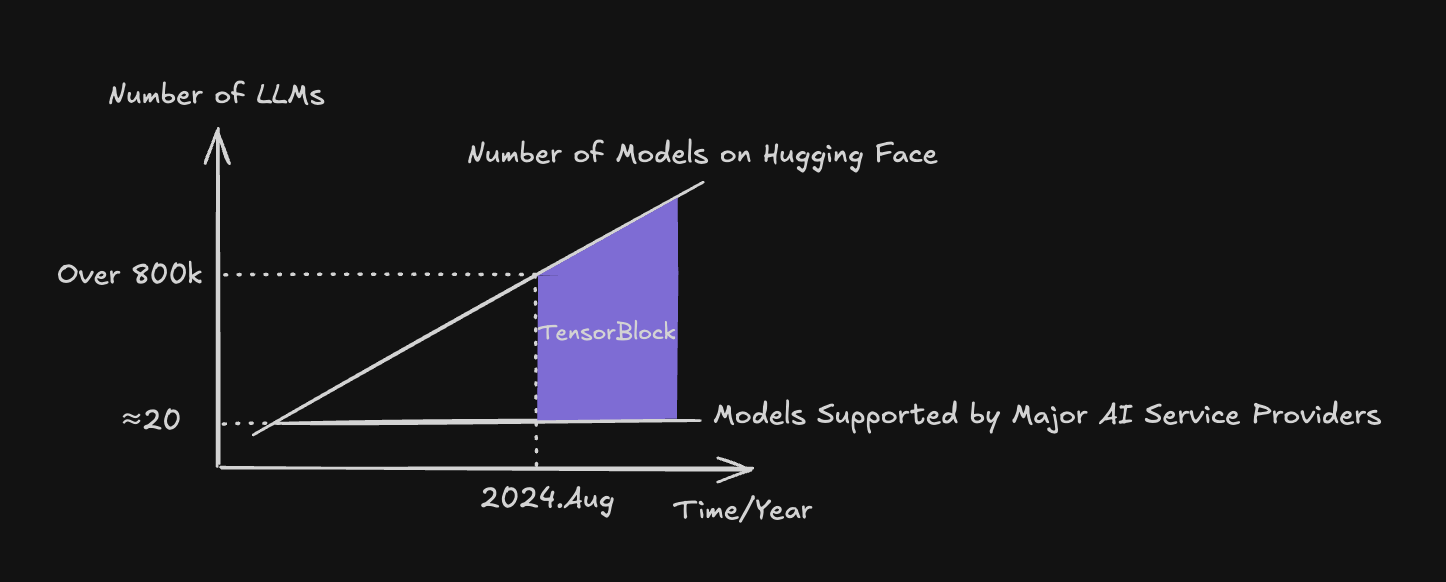 Number of LLMs
Number of Models on Hugging Face
Over 800k
TensorBlock
≈20
Models Supported by Major AI Service Providers
2024.Aug
Time/Year